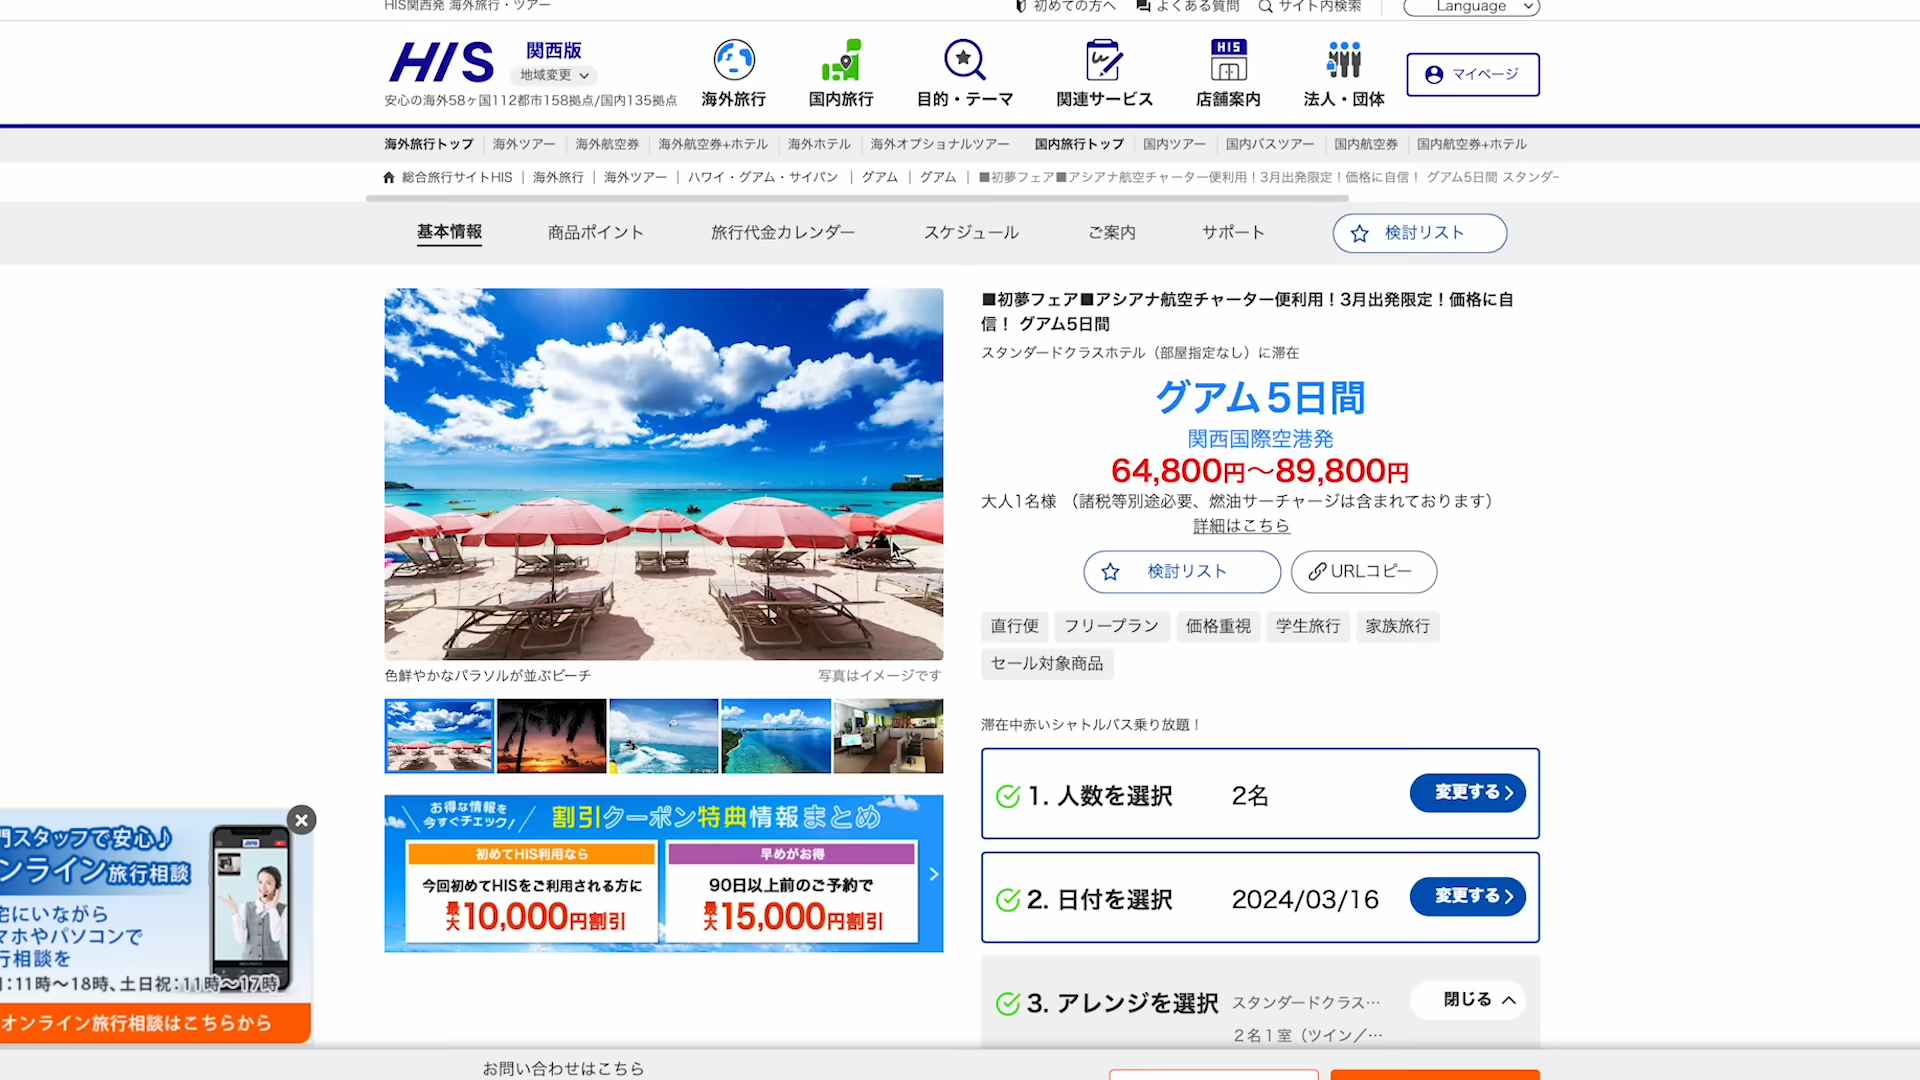 HIS関西発 海外旅行・ツアー
初めての方へ
よくある質問
サイト内検索
Language
HIS
関西版
地域変更
安心の海外58ヶ国112都市158拠点/国内135拠点
海外旅行
国内旅行
目的・テーマ
関連サービス
HIS
店舗案内
法人・団体
マイページ
海外旅行トップ
海外ツアー
海外航空券
海外航空券+ホテル
海外ホテル
海外オプショナルツアー
国内旅行トップ
国内ツアー
国内バスツアー
国内航空券
国内航空券+ホテル
総合旅行サイトHIS | 海外旅行 | 海外ツアー | ハワイ・グアム・サイパン | グアム | グアム | ■初夢フェア■アシアナ航空チャーター便利用！3月出発限定！価格に自信！ グアム5日間 スタンダー
基本情報
商品ポイント
旅行代金カレンダー
スケジュール
ご案内
サポート
検討リスト
■初夢フェア■アシアナ航空チャーター便利用！3月出発限定！価格に自
信！ グアム5日間
スタンダードクラスホテル（部屋指定なし）に滞在
グアム5日間
関西国際空港発
64,800円～89,800円
大人1名様 （諸税等別途必要、燃油サーチャージは含まれております）
詳細はこちら
検討リスト
URLコピー
直行便
フリープラン
価格重視
学生旅行
家族旅行
セール対象商品
色鮮やかなパラソルが並ぶビーチ
写真はイメージです
滞在中赤いシャトルバス乗り放題！
1. 人数を選択
2名
変更する
2. 日付を選択
2024/03/16
変更する
3. アレンジを選択
スタンダードクラス…
閉じる
2名1室（ツイン／…
お得な情報を
今すぐチェック！
割引クーポン特典情報まとめ
初めてHIS利用なら
今回初めてHISをご利用される方に
最大10,000円割引
早めがお得
90日以上前のご予約で
最大15,000円割引
門スタッフで安心♪
ンライン旅行相談
宅にいながら
マホやパソコンで
行相談を
日:11時～18時、土日祝:11時～17時
オンライン旅行相談はこちらから
お問い合わせはこちら